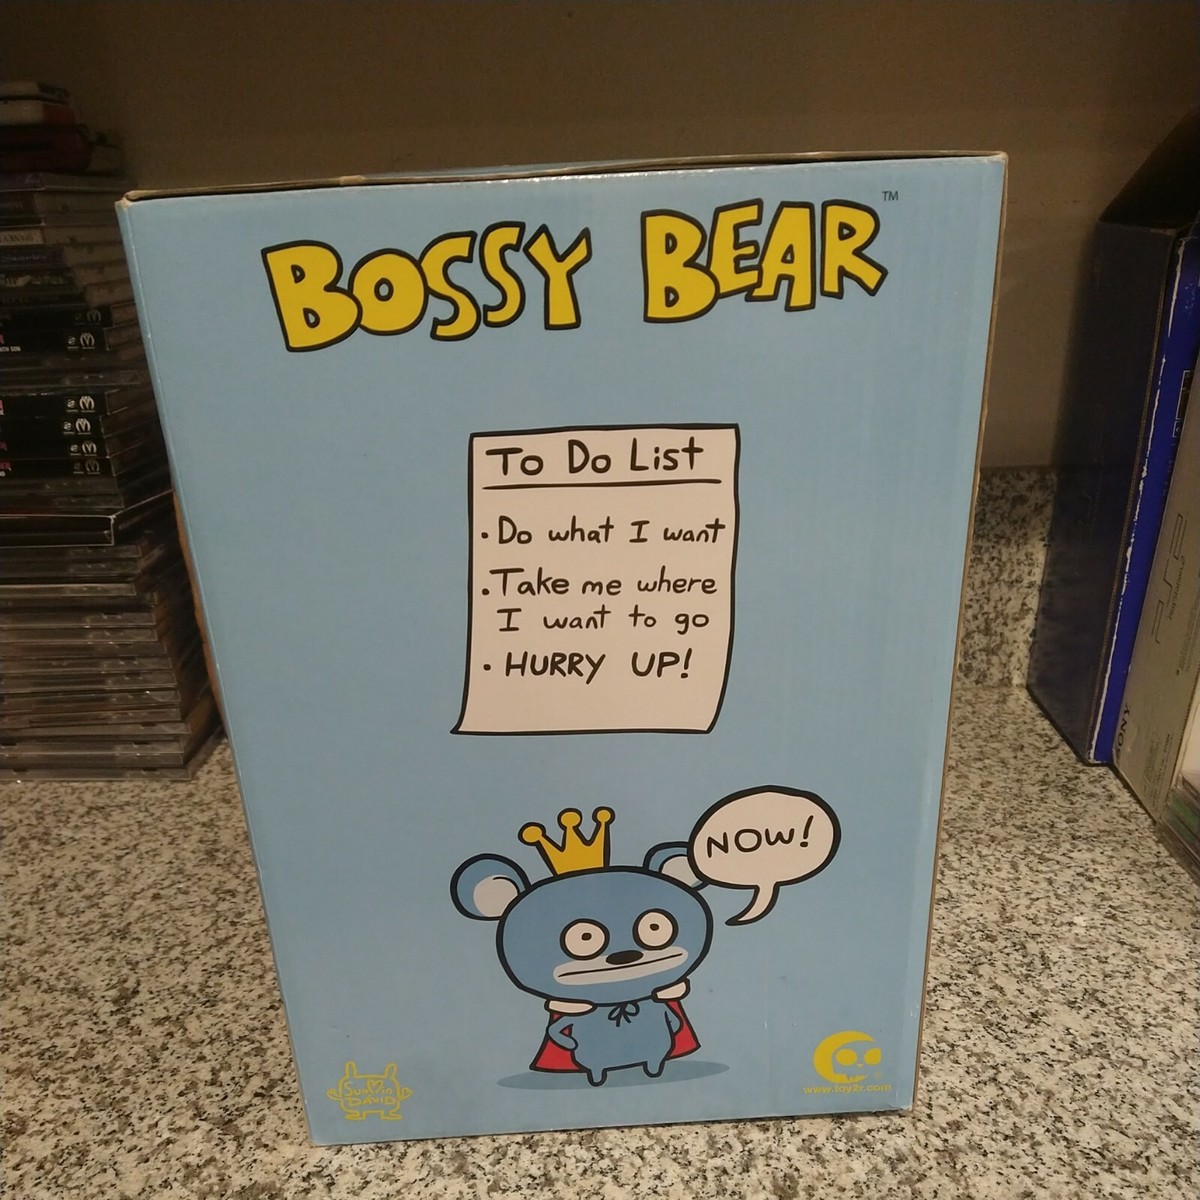 BOSSY BEAR ™
To Do List
• Do what I want
• Take me where
I want to go
• HURRY UP!
NOW!
Sun Min
DAVID
www.toy2r.com
SONY